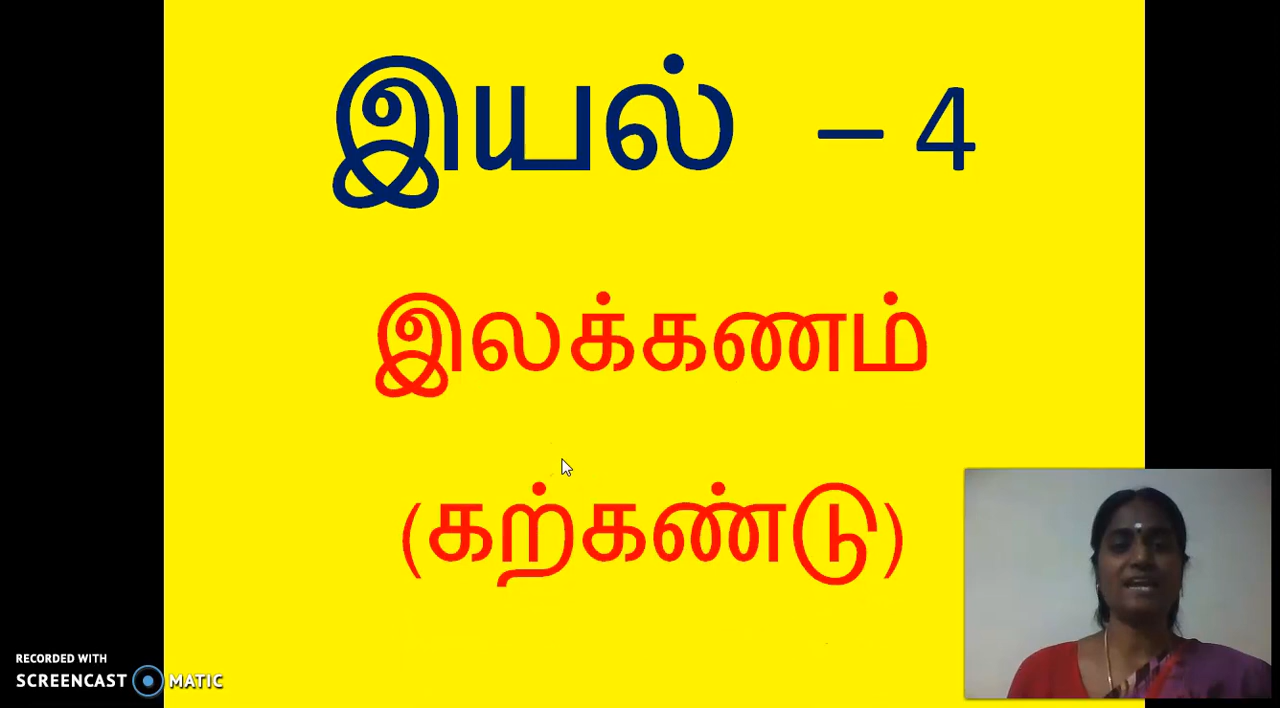 இயல் – 4
இலக்கணம்
(கற்கண்டு)
RECORDED WITH
SCREENCAST MATIC